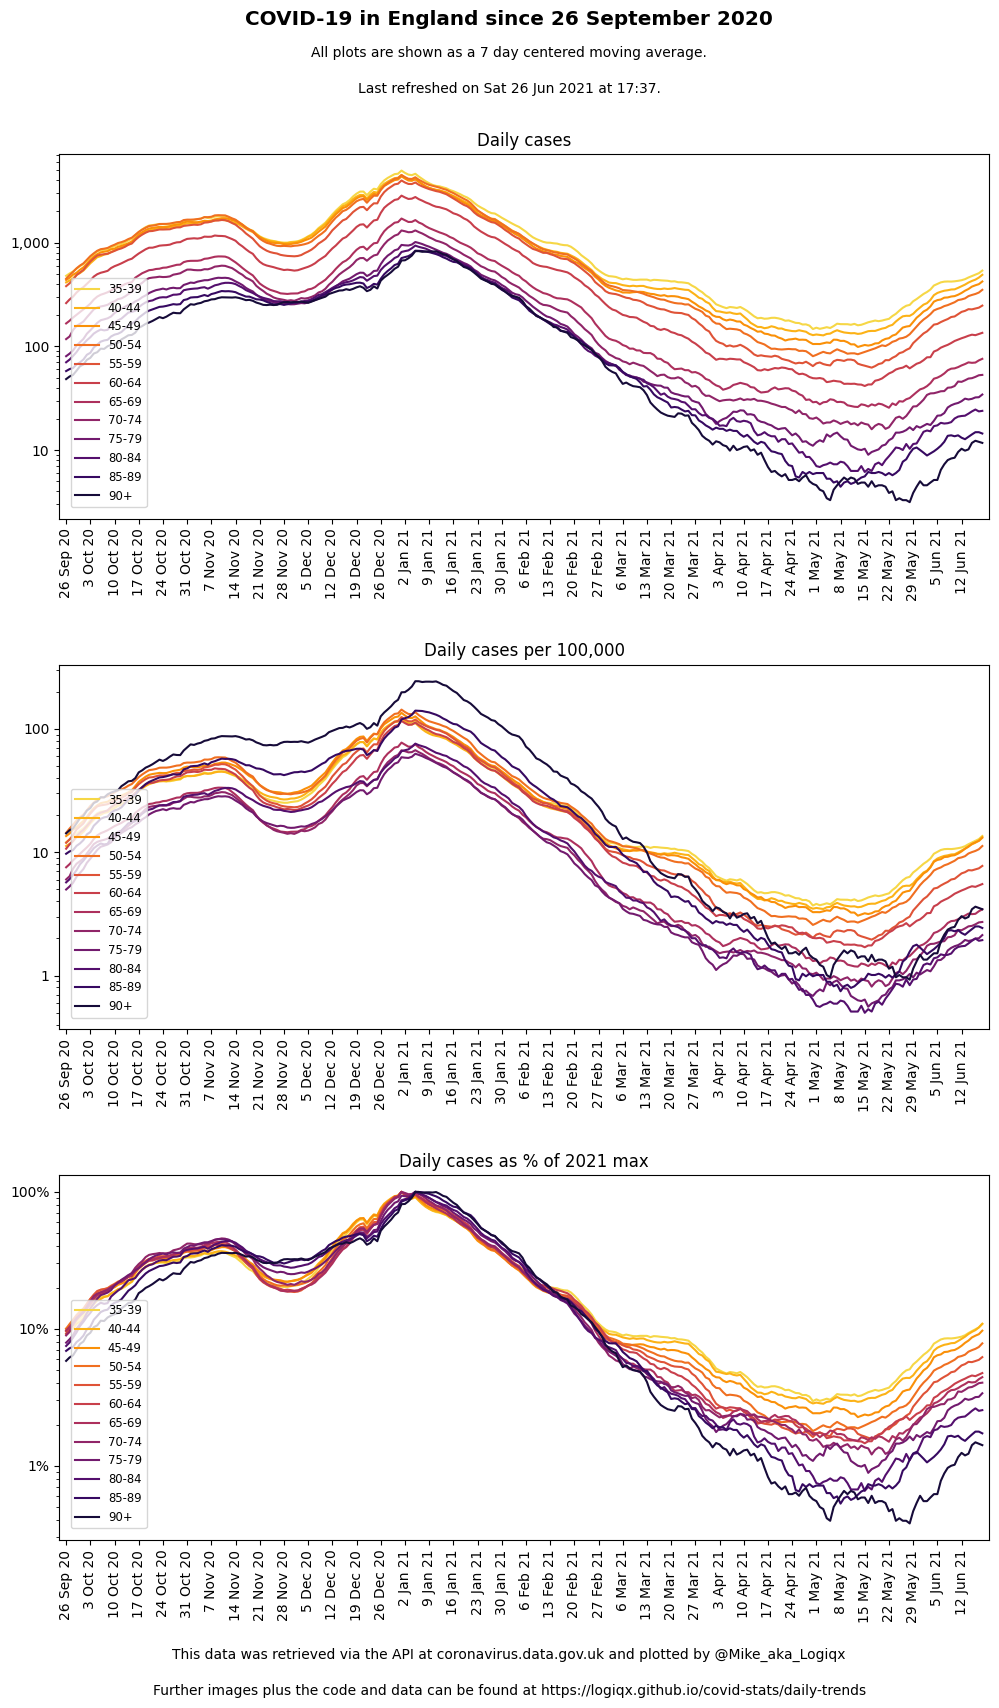 COVID-19 in England since 26 September 2020
All plots are shown as a 7 day centered moving average.
Last refreshed on Sat 26 Jun 2021 at 17:37.
Daily cases
1,000
100
10
35-39
40-44
45-49
50-54
55-59
60-64
65-69
70-74
75-79
80-84
85-89
90+
26 Sep 20
3 Oct 20
10 Oct 20
17 Oct 20
24 Oct 20
31 Oct 20
7 Nov 20
14 Nov 20
21 Nov 20
28 Nov 20
5 Dec 20
12 Dec 20
19 Dec 20
26 Dec 20
2 Jan 21
9 Jan 21
16 Jan 21
23 Jan 21
30 Jan 21
6 Feb 21
13 Feb 21
20 Feb 21
27 Feb 21
6 Mar 21
13 Mar 21
20 Mar 21
27 Mar 21
3 Apr 21
10 Apr 21
17 Apr 21
24 Apr 21
1 May 21
8 May 21
15 May 21
22 May 21
29 May 21
5 Jun 21
12 Jun 21
Daily cases per 100,000
100
10
1
35-39
40-44
45-49
50-54
55-59
60-64
65-69
70-74
75-79
80-84
85-89
90+
26 Sep 20
3 Oct 20
10 Oct 20
17 Oct 20
24 Oct 20
31 Oct 20
7 Nov 20
14 Nov 20
21 Nov 20
28 Nov 20
5 Dec 20
12 Dec 20
19 Dec 20
26 Dec 20
2 Jan 21
9 Jan 21
16 Jan 21
23 Jan 21
30 Jan 21
6 Feb 21
13 Feb 21
20 Feb 21
27 Feb 21
6 Mar 21
13 Mar 21
20 Mar 21
27 Mar 21
3 Apr 21
10 Apr 21
17 Apr 21
24 Apr 21
1 May 21
8 May 21
15 May 21
22 May 21
29 May 21
5 Jun 21
12 Jun 21
Daily cases as % of 2021 max
100%
10%
1%
35-39
40-44
45-49
50-54
55-59
60-64
65-69
70-74
75-79
80-84
85-89
90+
26 Sep 20
3 Oct 20
10 Oct 20
17 Oct 20
24 Oct 20
31 Oct 20
7 Nov 20
14 Nov 20
21 Nov 20
28 Nov 20
5 Dec 20
12 Dec 20
19 Dec 20
26 Dec 20
2 Jan 21
9 Jan 21
16 Jan 21
23 Jan 21
30 Jan 21
6 Feb 21
13 Feb 21
20 Feb 21
27 Feb 21
6 Mar 21
13 Mar 21
20 Mar 21
27 Mar 21
3 Apr 21
10 Apr 21
17 Apr 21
24 Apr 21
1 May 21
8 May 21
15 May 21
22 May 21
29 May 21
5 Jun 21
12 Jun 21
This data was retrieved via the API at coronavirus.data.gov.uk and plotted by @Mike_aka_Logiqx
Further images plus the code and data can be found at https://logiqx.github.io/covid-stats/daily-trends